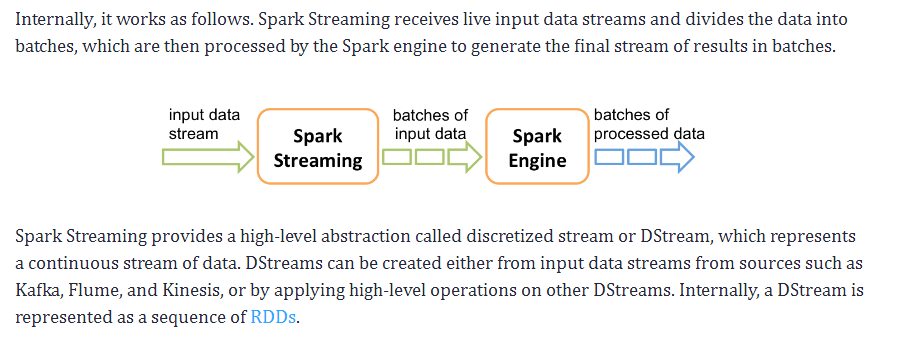 Internally, it works as follows. Spark Streaming receives live input data streams and divides the data into
batches, which are then processed by the Spark engine to generate the final stream of results in batches.
input data
stream
Spark
Streaming
batches of
input data
Spark
Engine
batches of
processed data
Spark Streaming provides a high-level abstraction called discretized stream or DStream, which represents
a continuous stream of data. DStreams can be created either from input data streams from sources such as
Kafka, Flume, and Kinesis, or by applying high-level operations on other DStreams. Internally, a DStream is
represented as a sequence of RDDs.